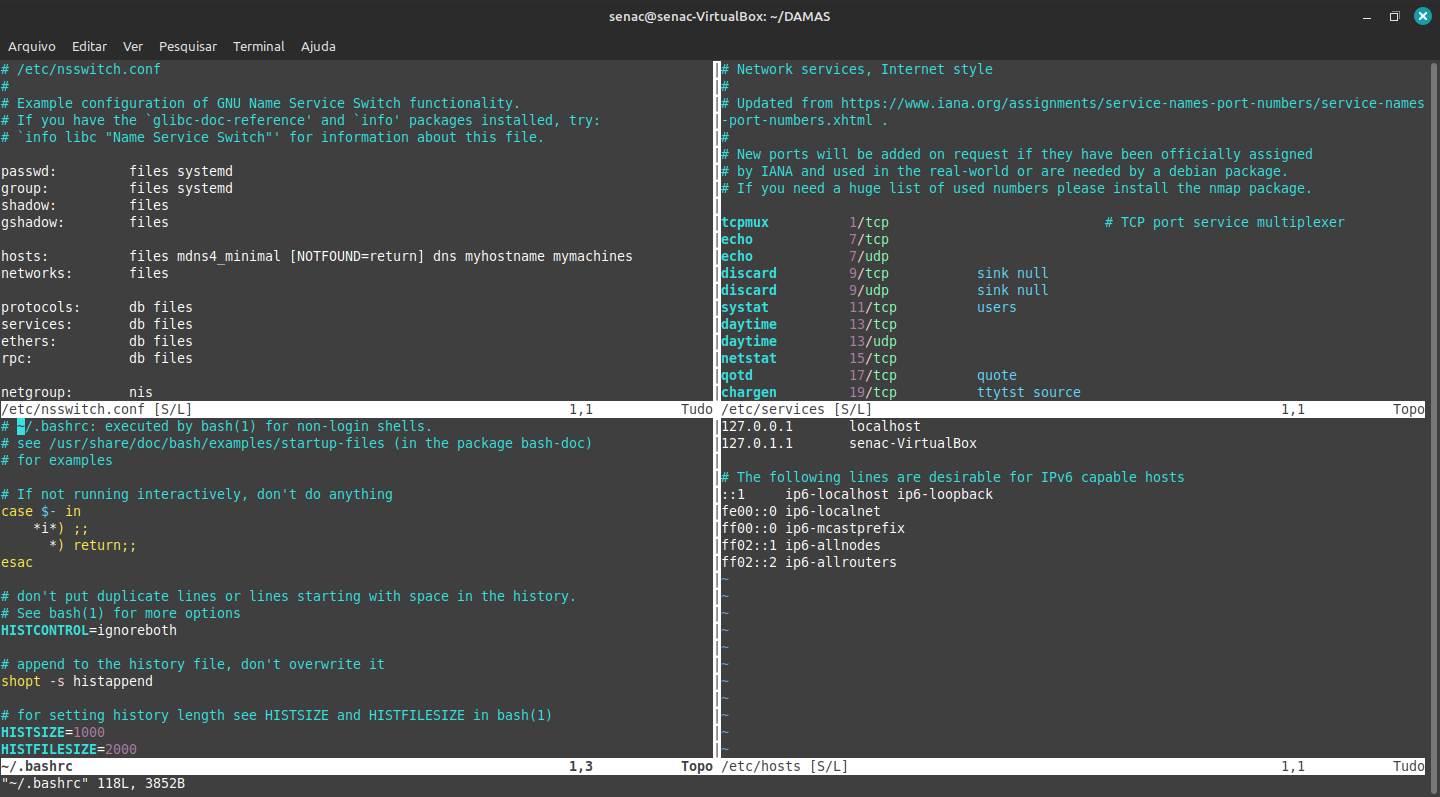 senac@senac-VirtualBox: ~/DAMAS
Arquivo Editar Ver Pesquisar Terminal Ajuda
# /etc/nsswitch.conf
#
# Example configuration of GNU Name Service Switch functionality.
# If you have the `glibc-doc-reference' and `info' packages installed, try:
# `info libc "Name Service Switch"' for information about this file.

passwd:         files systemd
group:          files systemd
shadow:         files
gshadow:        files

hosts:          files mdns4_minimal [NOTFOUND=return] dns myhostname mymachines
networks:       files

protocols:      db files
services:       db files
ethers:         db files
rpc:            db files

netgroup:       nis
/etc/nsswitch.conf [S/L] 1,1 Tudo
# Network services, Internet style
#
# Updated from https://www.iana.org/assignments/service-names-port-numbers/service-names
-port-numbers.xhtml .
#
# New ports will be added on request if they have been officially assigned
# by IANA and used in the real-world or are needed by a debian package.
# If you need a huge list of used numbers please install the nmap package.

tcpmux          1/tcp                           # TCP port service multiplexer
echo            7/tcp
echo            7/udp
discard         9/tcp           sink null
discard         9/udp           sink null
systat          11/tcp          users
daytime         13/tcp
daytime         13/udp
netstat         15/tcp
qotd            17/tcp          quote
chargen         19/tcp          ttytst source
/etc/services [S/L] 1,1 Topo
# ~/.bashrc: executed by bash(1) for non-login shells.
# see /usr/share/doc/bash/examples/startup-files (in the package bash-doc)
# for examples

# If not running interactively, don't do anything
case $- in
    *i*) ;;
      *) return;;
esac

# don't put duplicate lines or lines starting with space in the history.
# See bash(1) for more options
HISTCONTROL=ignoreboth

# append to the history file, don't overwrite it
shopt -s histappend

# for setting history length see HISTSIZE and HISTFILESIZE in bash(1)
HISTSIZE=1000
HISTFILESIZE=2000
~/.bashrc 1,3 Topo
127.0.0.1       localhost
127.0.1.1       senac-VirtualBox

# The following lines are desirable for IPv6 capable hosts
::1     ip6-localhost ip6-loopback
fe00::0 ip6-localnet
ff00::0 ip6-mcastprefix
ff02::1 ip6-allnodes
ff02::2 ip6-allrouters
~
~
~
~
~
~
~
~
~
~
~
/etc/hosts [S/L] 1,1 Tudo
"~/.bashrc" 118L, 3852B